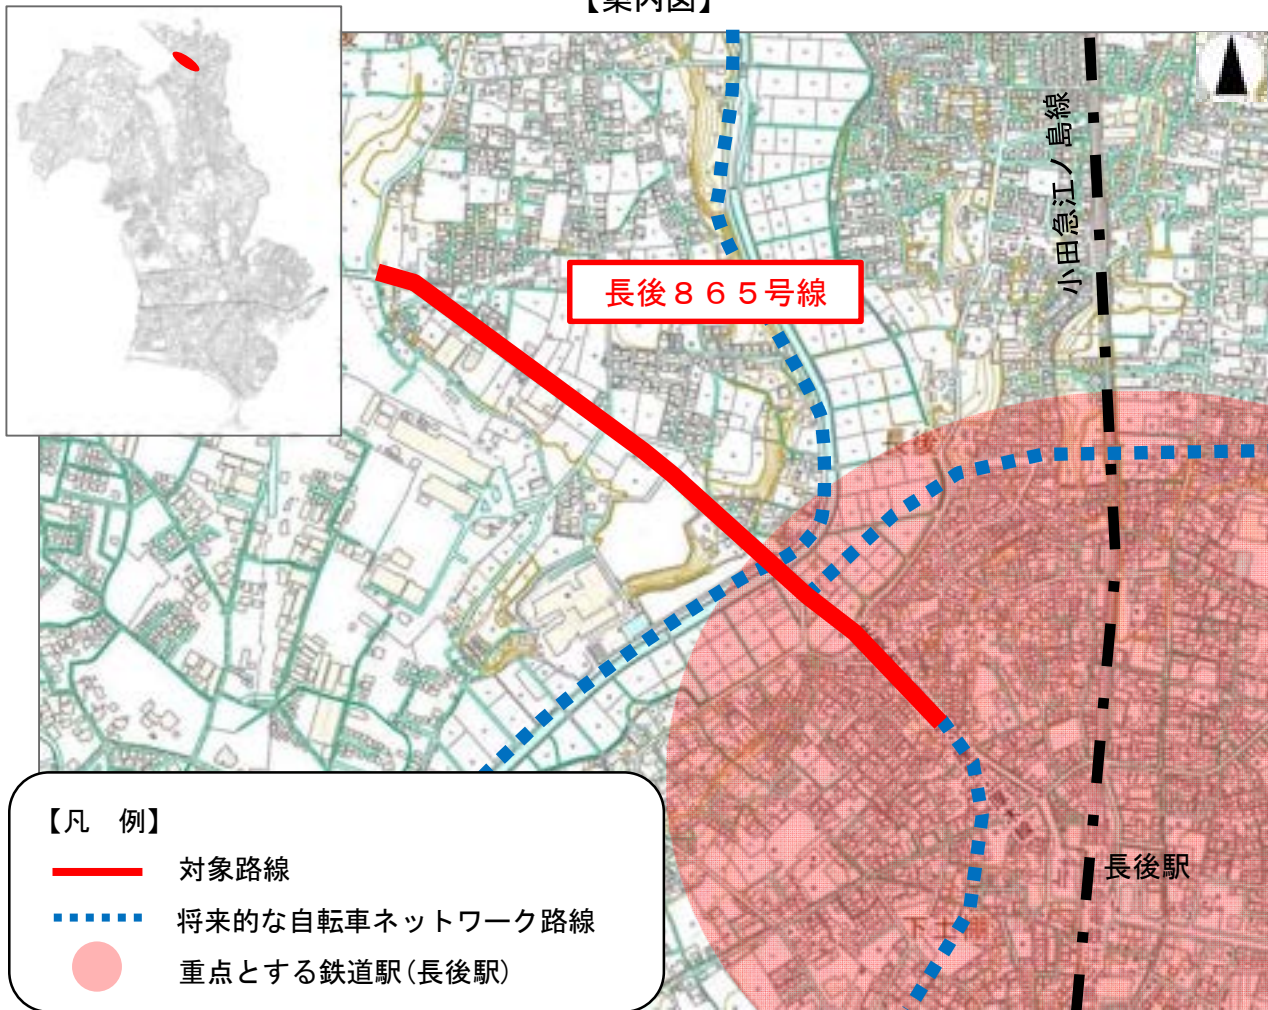 【案内図】
小田急江ノ島線
長後８６５号線
長後駅
【凡　例】
対象路線
将来的な自転車ネットワーク路線
重点とする鉄道駅(長後駅)